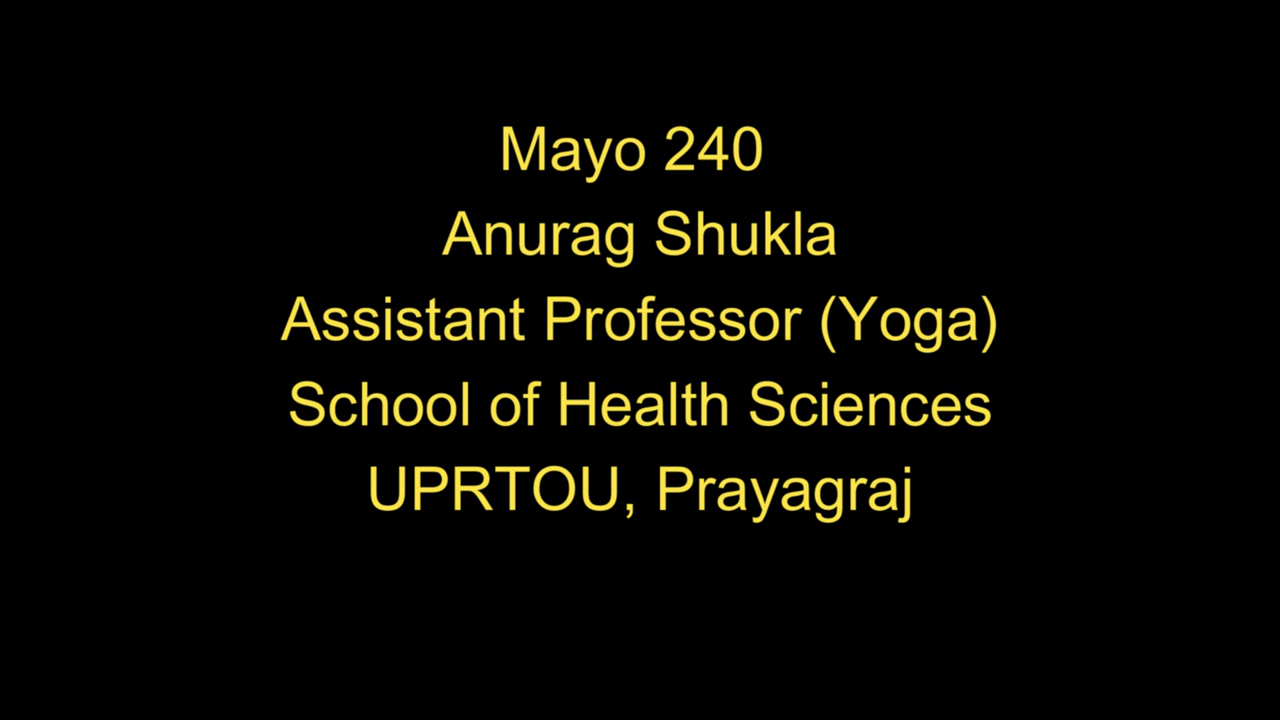 Mayo 240
Anurag Shukla
Assistant Professor (Yoga)
School of Health Sciences
UPRTOU, Prayagraj